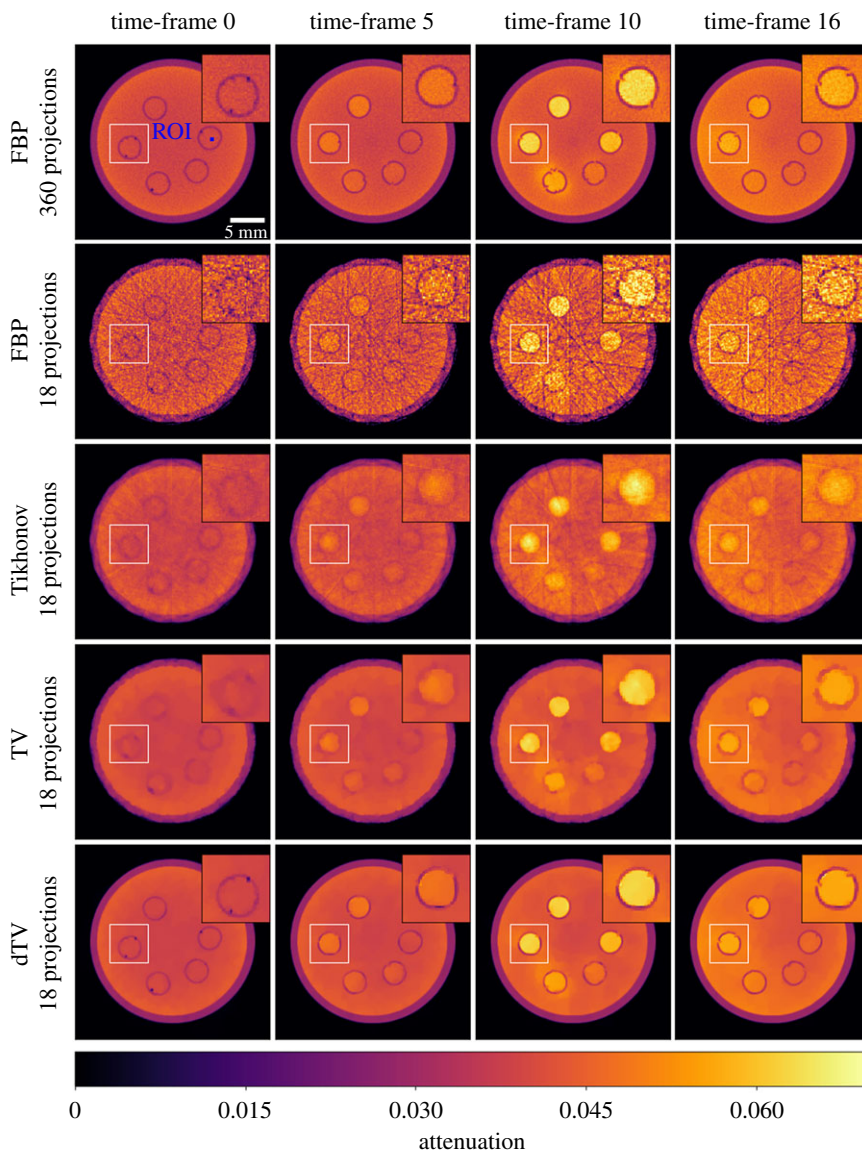 time-frame 0
time-frame 5
time-frame 10
time-frame 16
FBP
360 projections
ROI
5 mm
FBP
18 projections
Tikhonov
18 projections
TV
18 projections
dTV
18 projections
0
0.015
0.030
0.045
0.060
attenuation